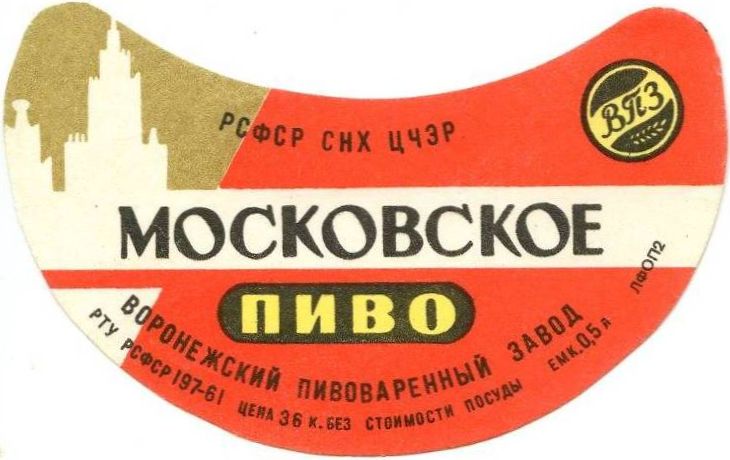 РСФСР СНХ ЦЧЭР
ВПЗ
МОСКОВСКОЕ
ПИВО
ВОРОНЕЖСКИЙ ПИВОВАРЕННЫЙ ЗАВОД
РТУ РСФСР 197-61 ЦЕНА 36 К. БЕЗ СТОИМОСТИ ПОСУДЫ ЕМК. 0,5 Л
ЛФОП2